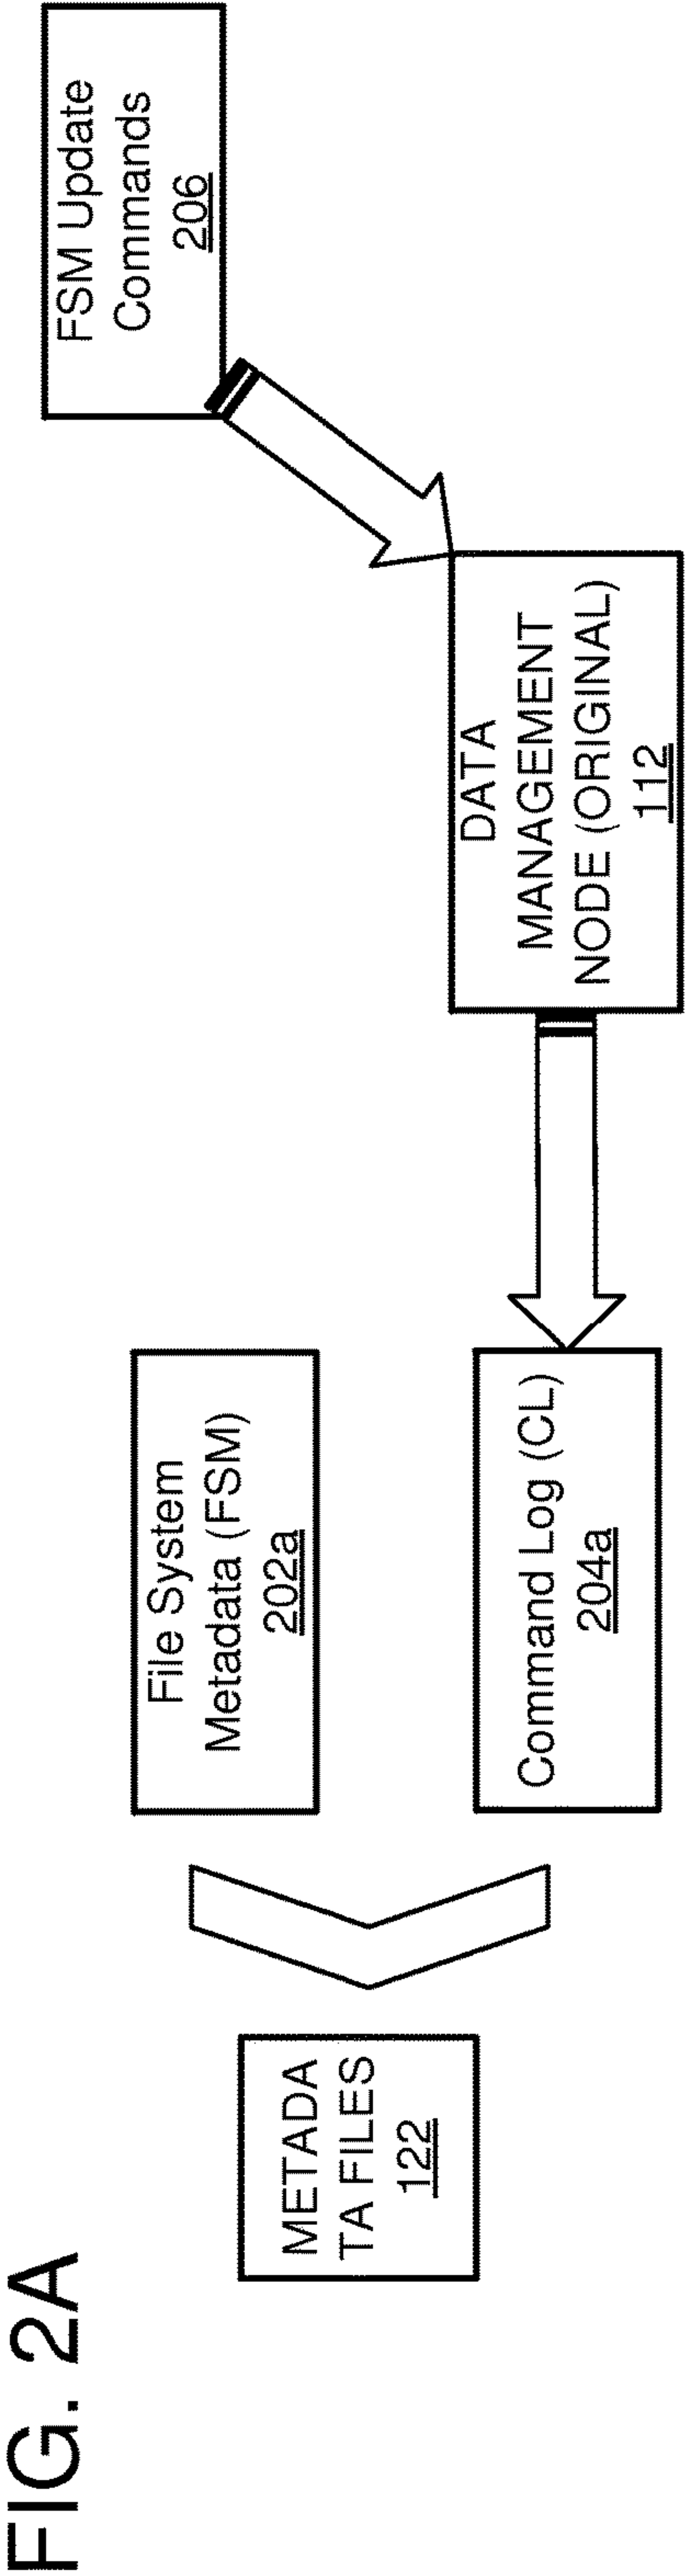 FIG. 2A
METADA
TA FILES
122
File System
Metadata (FSM)
202a
Command Log (CL)
204a
DATA
MANAGEMENT
NODE (ORIGINAL)
112
FSM Update
Commands
206